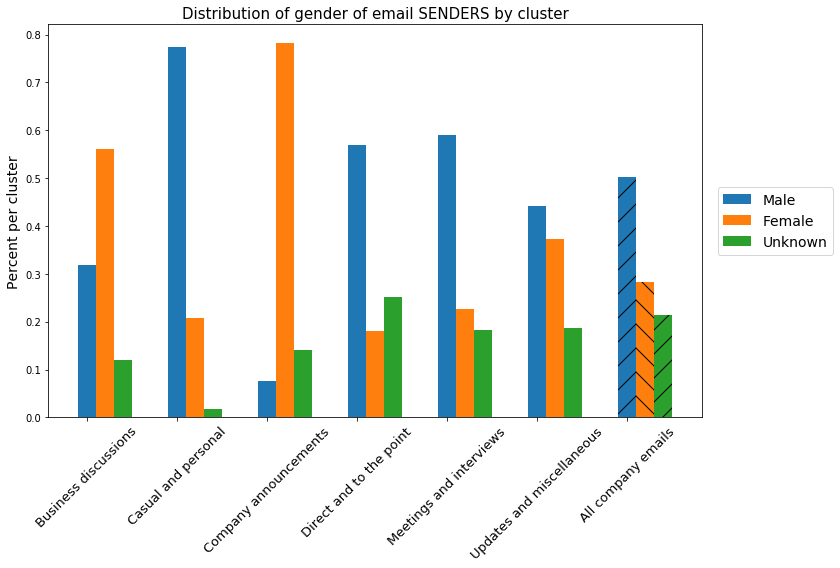 Distribution of gender of email SENDERS by cluster
Percent per cluster
0.8
0.7
0.6
0.5
0.4
0.3
0.2
0.1
0.0
Business discussions
Casual and personal
Company announcements
Direct and to the point
Meetings and interviews
Updates and miscellaneous
All company emails
Male
Female
Unknown